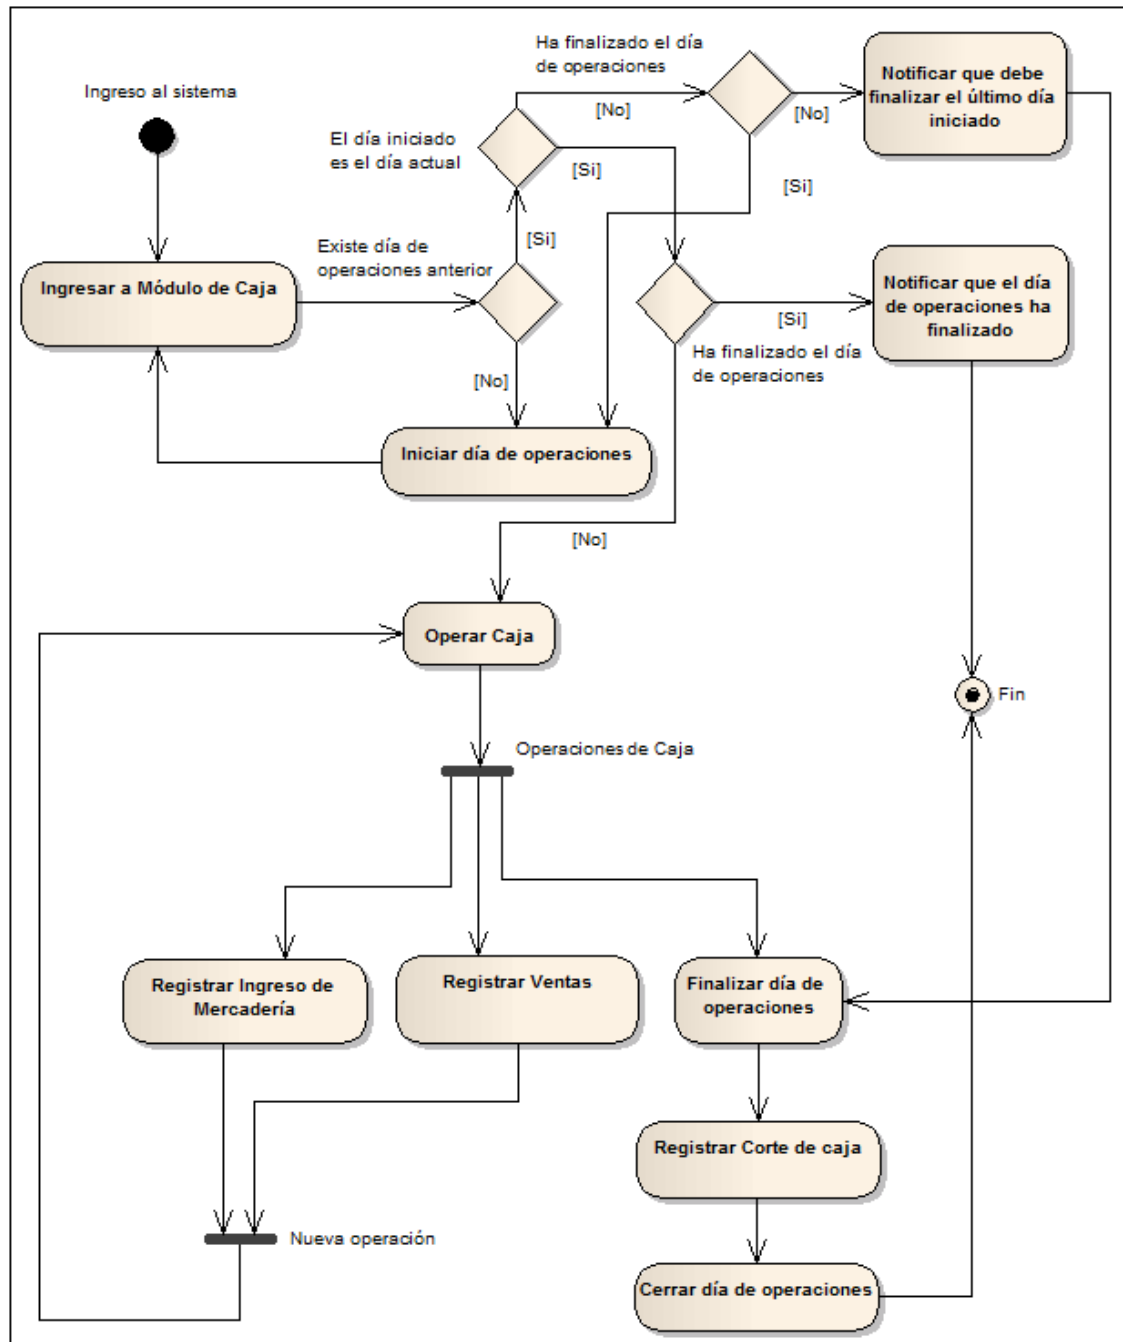 Ha finalizado el día
de operaciones
Notificar que debe
finalizar el último día
iniciado
Ingreso al sistema
[No]
[No]
El día iniciado
es el día actual
[Si]
[Si]
Existe día de
operaciones anterior
[Si]
Ingresar a Módulo de Caja
Notificar que el día
de operaciones ha
finalizado
[Si]
Ha finalizado el día
de operaciones
[No]
Iniciar día de operaciones
[No]
Operar Caja
Fin
Operaciones de Caja
Registrar Ingreso de
Mercadería
Registrar Ventas
Finalizar día de
operaciones
Registrar Corte de caja
Nueva operación
Cerrar día de operaciones